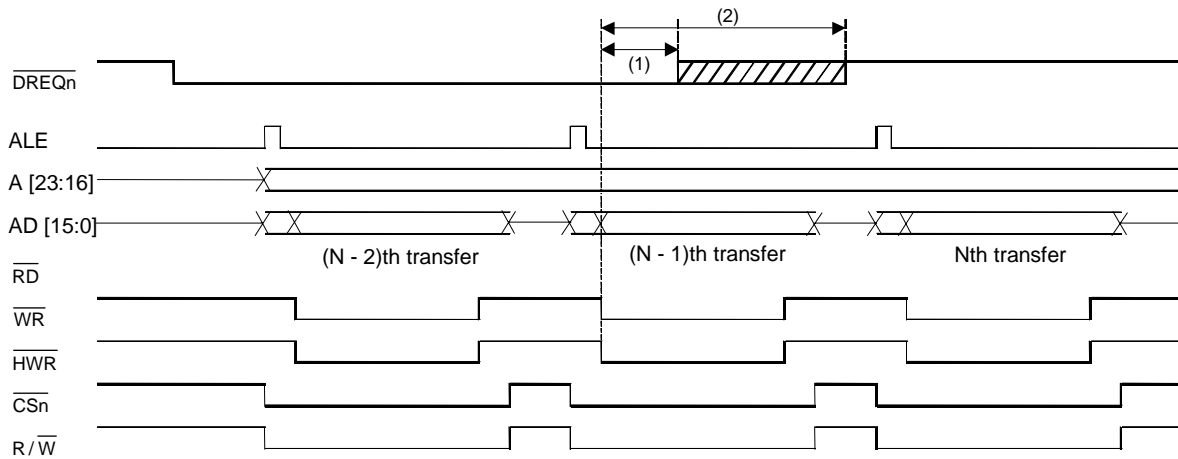 (2)
(1)
DREQn
ALE
A [23:16]
AD [15:0]
(N - 2)th transfer
(N - 1)th transfer
Nth transfer
RD
WR
HWR
CSn
R / W